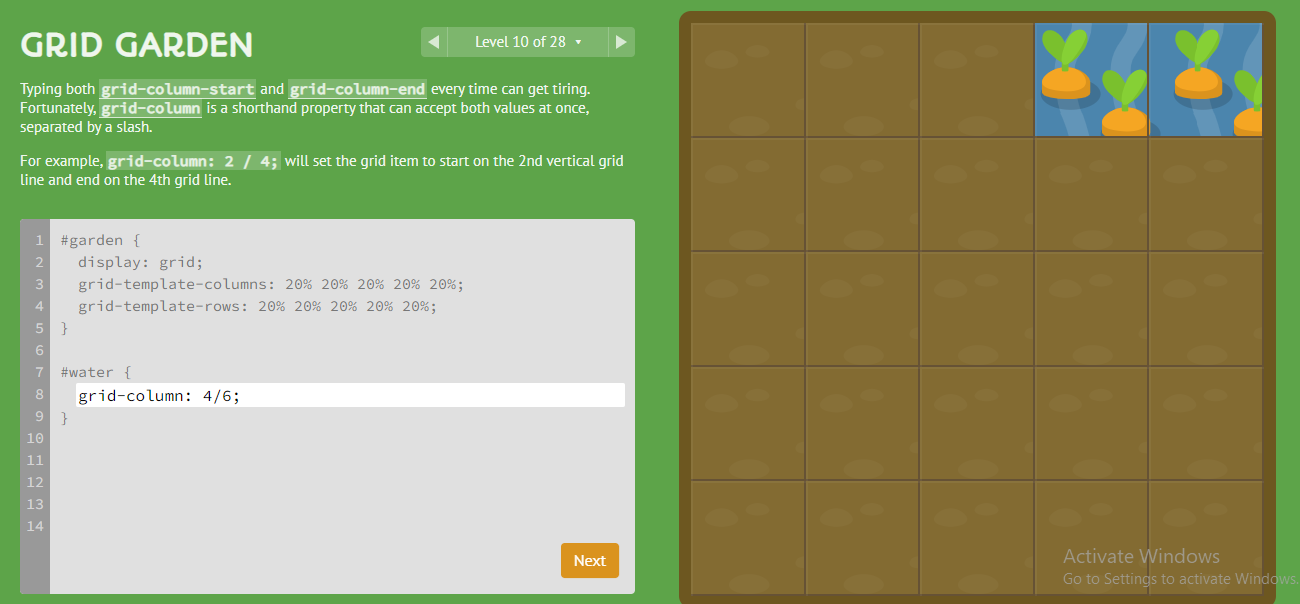 GRID GARDEN
◀ Level 10 of 28 ▾ ▶
Typing both grid-column-start and grid-column-end every time can get tiring.
Fortunately, grid-column is a shorthand property that can accept both values at once,
separated by a slash.
For example, grid-column: 2 / 4; will set the grid item to start on the 2nd vertical grid
line and end on the 4th grid line.
1 #garden {
2 display: grid;
3 grid-template-columns: 20% 20% 20% 20% 20%;
4 grid-template-rows: 20% 20% 20% 20% 20%;
5 }
6
7 #water {
8 grid-column: 4/6;
9 }
10
11
12
13
14
Next
Activate Windows
Go to Settings to activate Windows.